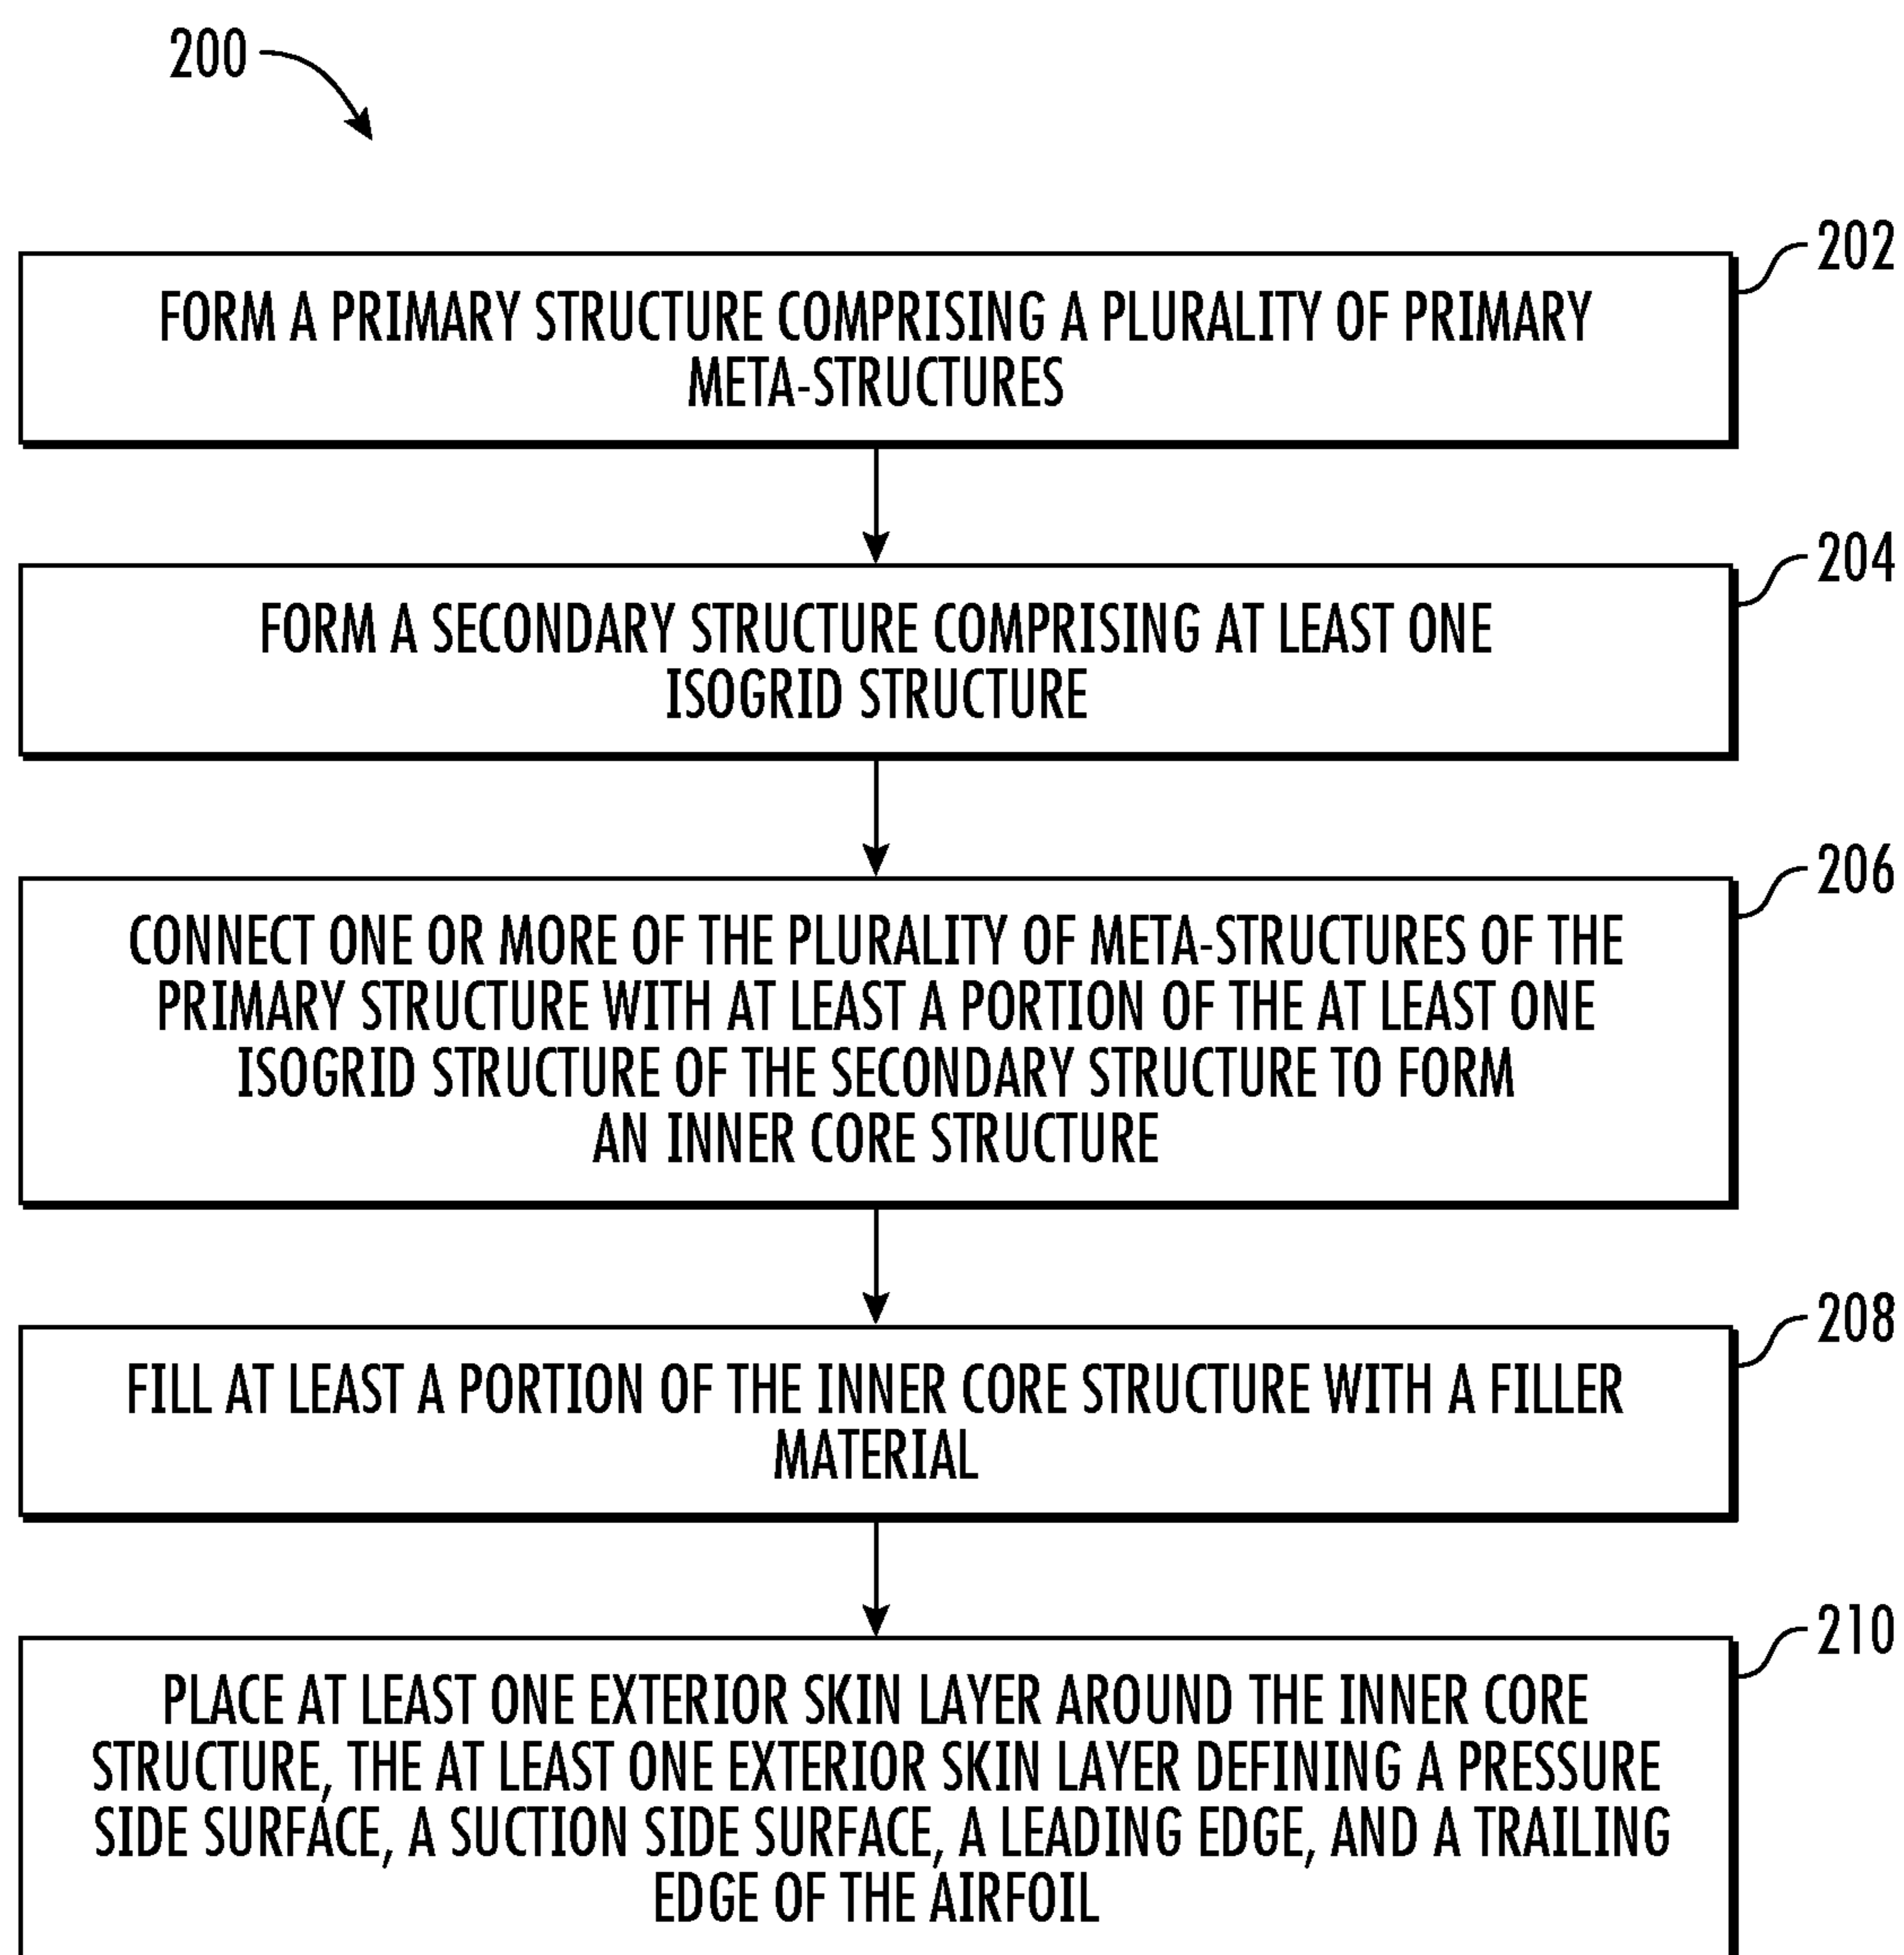 200
202
FORM A PRIMARY STRUCTURE COMPRISING A PLURALITY OF PRIMARY
META-STRUCTURES
204
FORM A SECONDARY STRUCTURE COMPRISING AT LEAST ONE
ISOGRID STRUCTURE
206
CONNECT ONE OR MORE OF THE PLURALITY OF META-STRUCTURES OF THE
PRIMARY STRUCTURE WITH AT LEAST A PORTION OF THE AT LEAST ONE
ISOGRID STRUCTURE OF THE SECONDARY STRUCTURE TO FORM
AN INNER CORE STRUCTURE
208
FILL AT LEAST A PORTION OF THE INNER CORE STRUCTURE WITH A FILLER
MATERIAL
210
PLACE AT LEAST ONE EXTERIOR SKIN LAYER AROUND THE INNER CORE
STRUCTURE, THE AT LEAST ONE EXTERIOR SKIN LAYER DEFINING A PRESSURE
SIDE SURFACE, A SUCTION SIDE SURFACE, A LEADING EDGE, AND A TRAILING
EDGE OF THE AIRFOIL